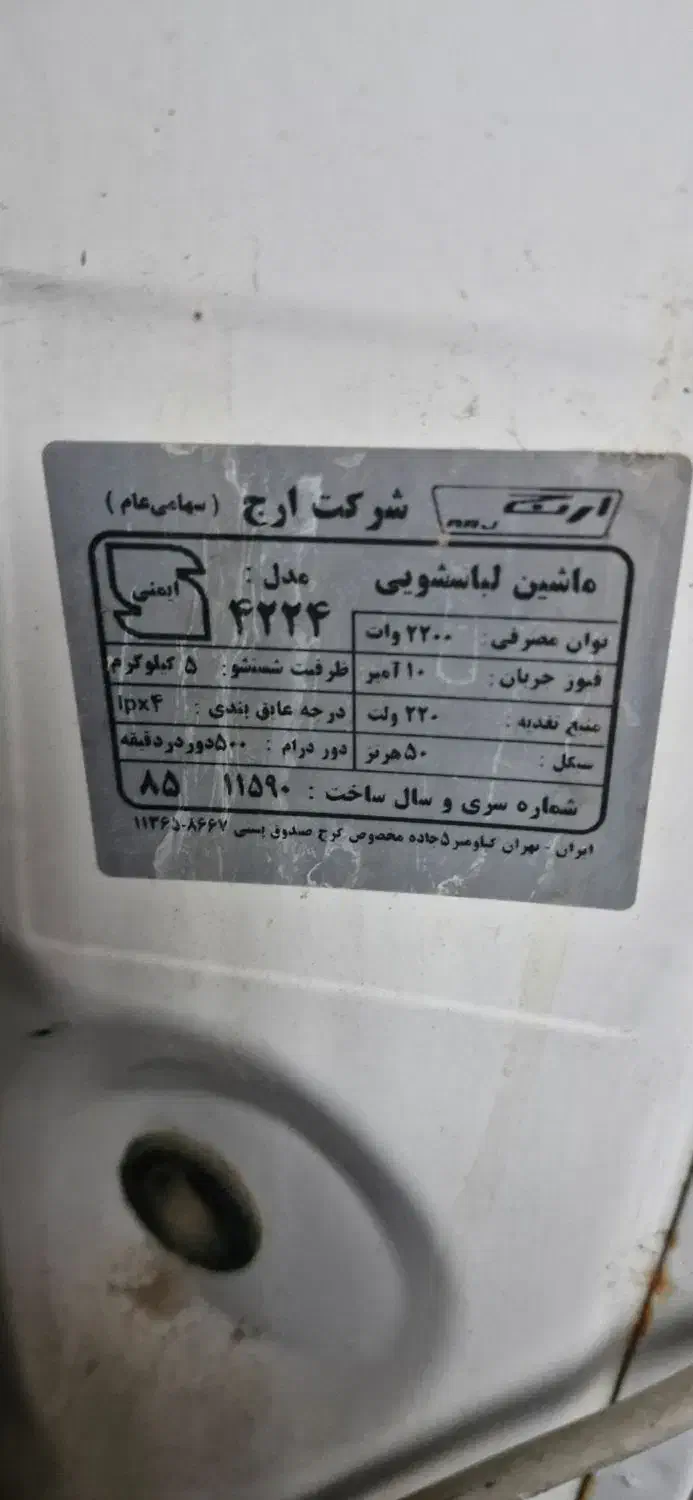 ارج ARJ شرکت ارج ( سهامی عام )
ماشین لباسشویی مدل : ۴۲۲۴ ایمنی
توان مصرفی : ۲۲۰۰ وات
فیوز جریان : ۱۰ آمپر ظرفیت شستشو : ۵ کیلوگرم
منبع تغذیه : ۲۲۰ ولت درجه عایق بندی : Ipx۴
سیکل : ۵۰ هرتز دور درام : ۵۰۰ دور در دقیقه
شماره سری و سال ساخت : ۱۱۵۹۰ ۸۵
ایران - تهران کیلومتر ۵ جاده مخصوص کرج صندوق پستی ۸۶۶۷-۱۱۳۶۵